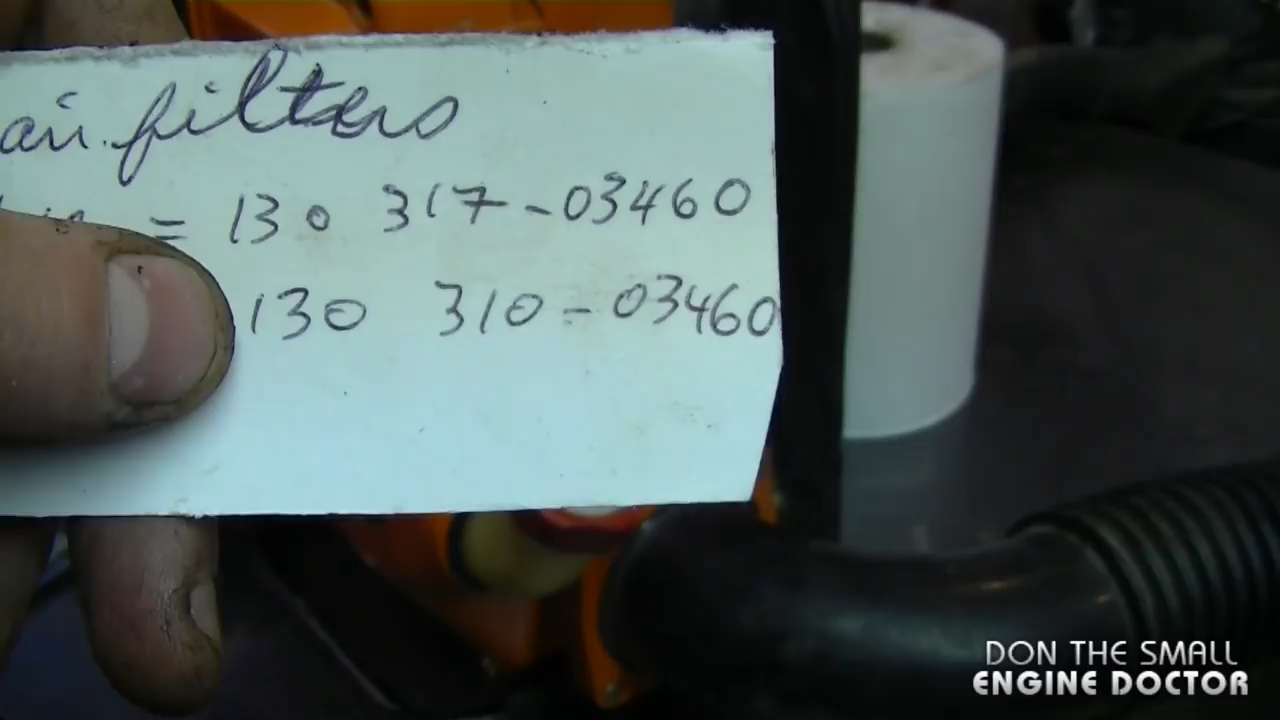 air filters
= 130 317-03460
130 310-03460
DON THE SMALL
ENGINE DOCTOR